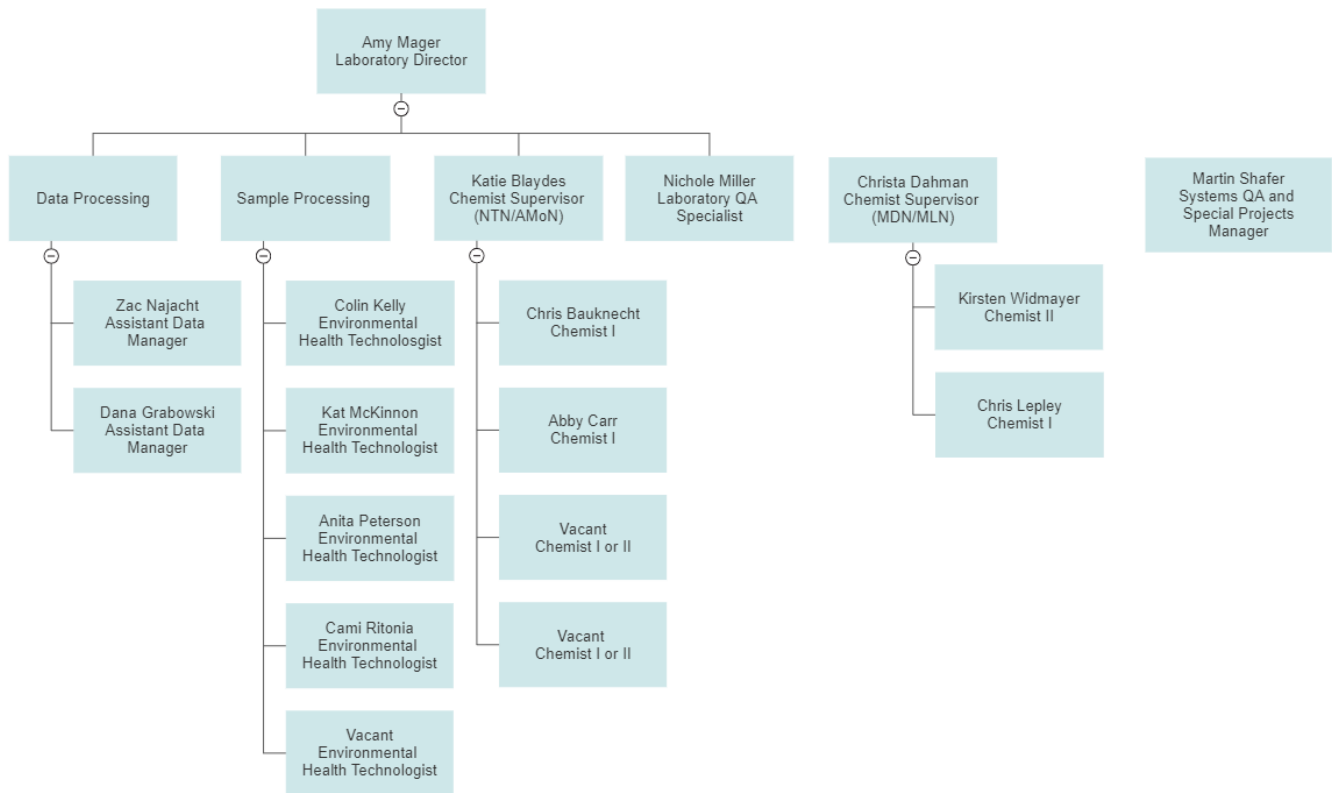 Amy Mager
Laboratory Director
Data Processing
Sample Processing
Katie Blaydes
Chemist Supervisor
(NTN/AMoN)
Nichole Miller
Laboratory QA
Specialist
Christa Dahman
Chemist Supervisor
(MDN/MLN)
Martin Shafer
Systems QA and
Special Projects
Manager
Zac Najacht
Assistant Data
Manager
Dana Grabowski
Assistant Data
Manager
Colin Kelly
Environmental
Health Technolosgist
Kat McKinnon
Environmental
Health Technologist
Anita Peterson
Environmental
Health Technologist
Cami Ritonia
Environmental
Health Technologist
Vacant
Environmental
Health Technologist
Chris Bauknecht
Chemist I
Abby Carr
Chemist I
Vacant
Chemist I or II
Vacant
Chemist I or II
Kirsten Widmayer
Chemist II
Chris Lepley
Chemist I